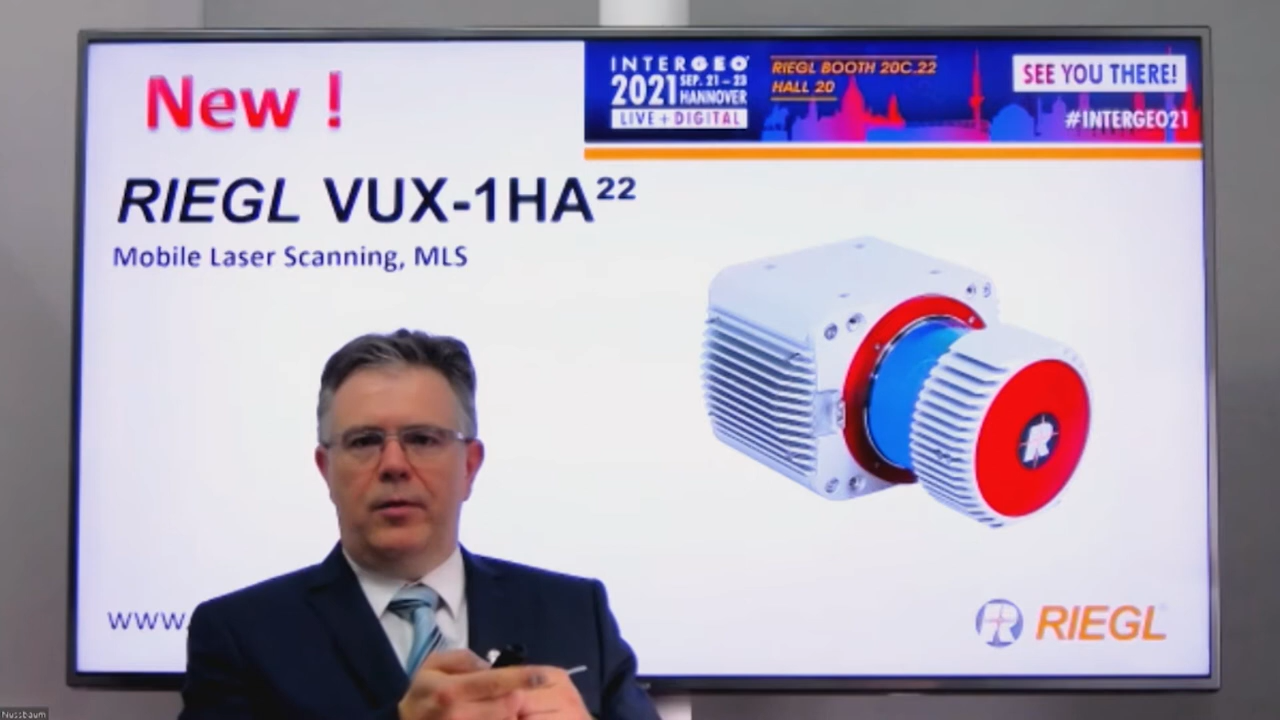 New !
INTERGEO
2021 SEP. 21 – 23
HANNOVER
LIVE + DIGITAL
RIEGL BOOTH 20C.22
HALL 20
SEE YOU THERE!
#INTERGEO21
RIEGL VUX-1HA²²
Mobile Laser Scanning, MLS
R
www.
RIEGL
Nussbaum